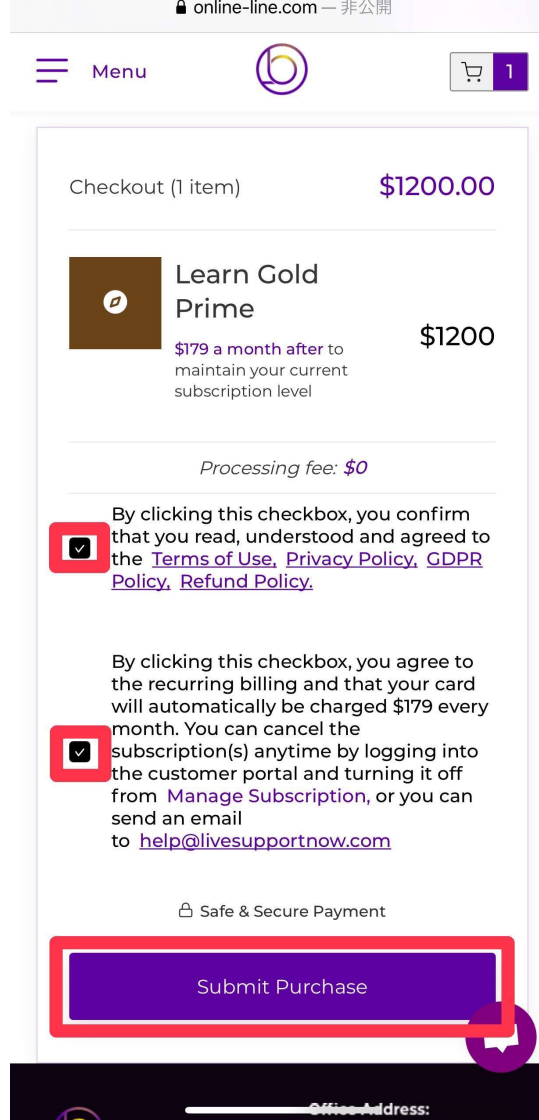 online-line.com — 非公開
Menu
1
Checkout (1 item)
$1200.00
Learn Gold
Prime
$1200
$179 a month after to
maintain your current
subscription level
Processing fee: $0
By clicking this checkbox, you confirm
that you read, understood and agreed to
the Terms of Use, Privacy Policy, GDPR
Policy, Refund Policy.
By clicking this checkbox, you agree to
the recurring billing and that your card
will automatically be charged $179 every
month. You can cancel the
subscription(s) anytime by logging into
the customer portal and turning it off
from Manage Subscription, or you can
send an email
to help@livesupportnow.com
Safe & Secure Payment
Submit Purchase
Office Address: